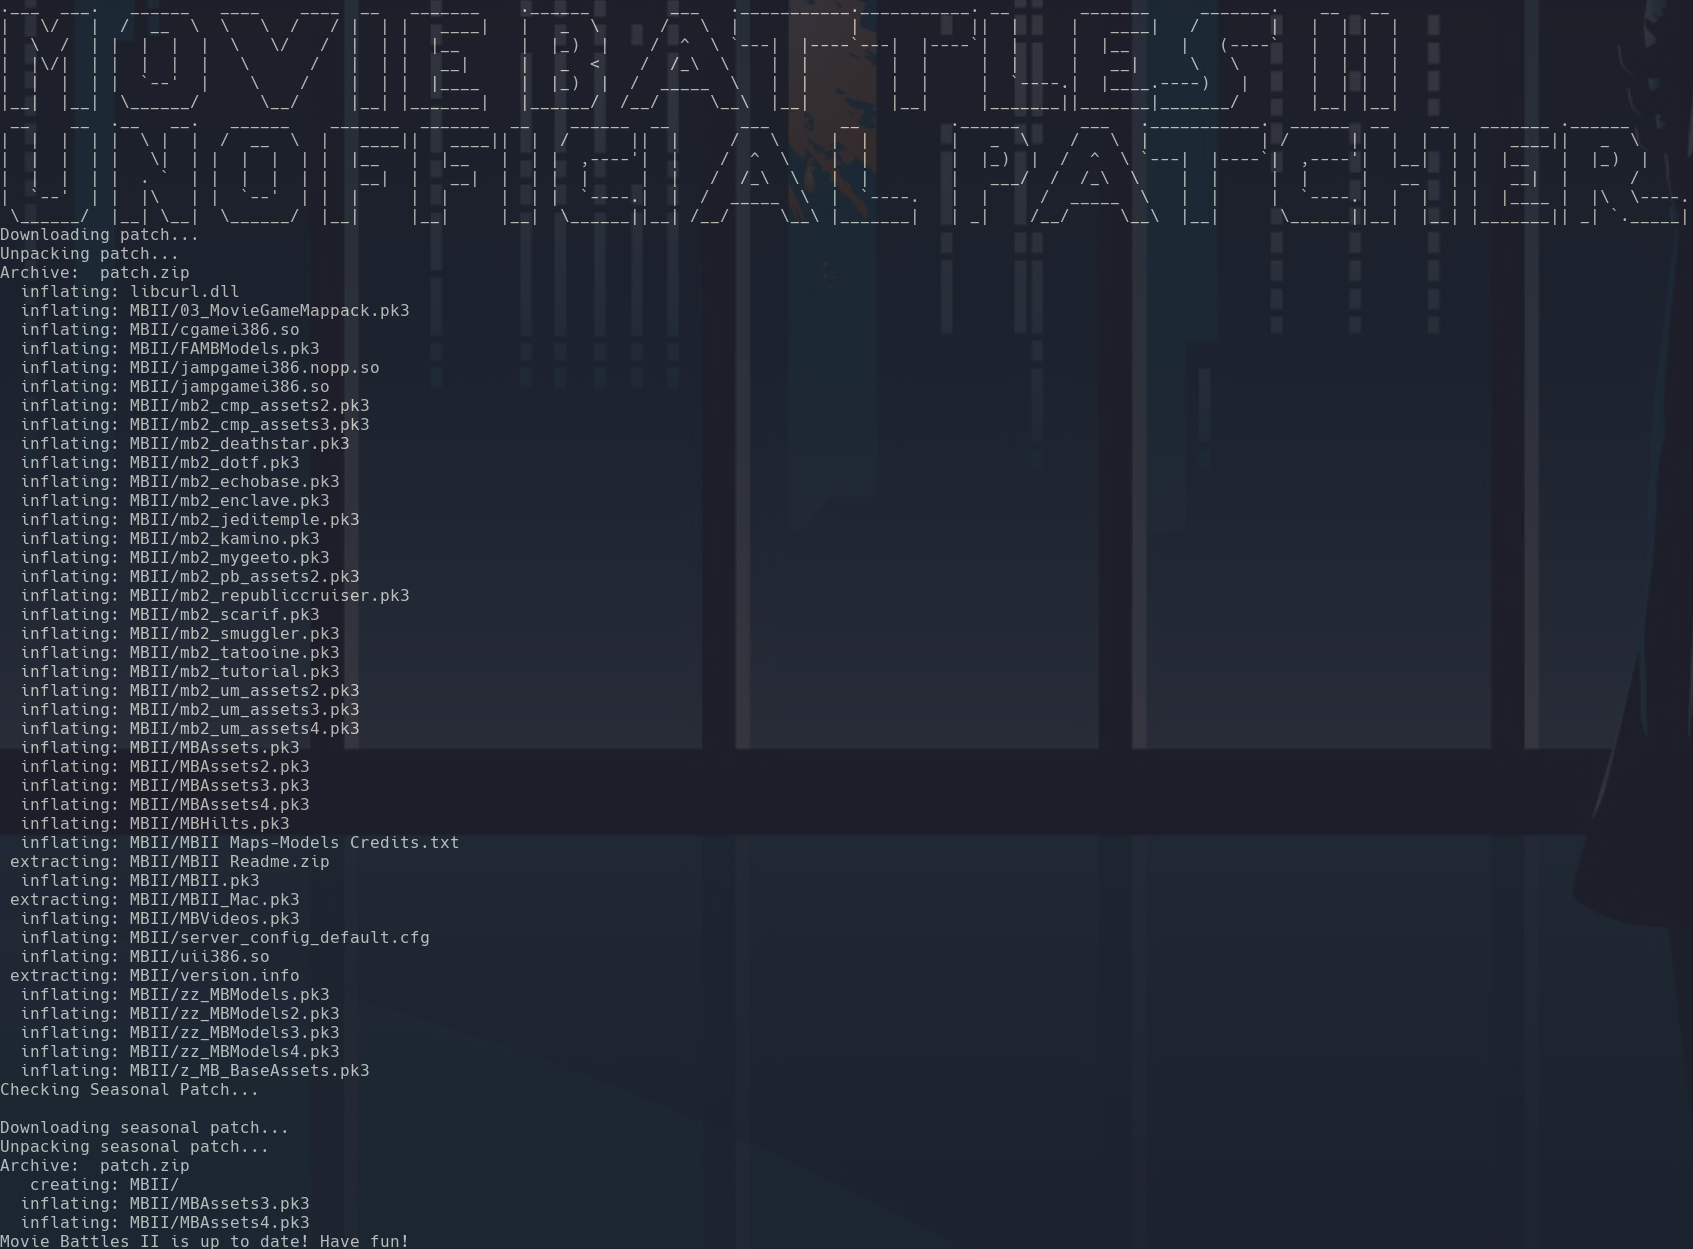 MOVIE BATTLES II
UNOFFICIAL PATCHER
Downloading patch...
Unpacking patch...
Archive:  patch.zip
  inflating: libcurl.dll
  inflating: MBII/03_MovieGameMappack.pk3
  inflating: MBII/cgamei386.so
  inflating: MBII/FAMBModels.pk3
  inflating: MBII/jampgamei386.nopp.so
  inflating: MBII/jampgamei386.so
  inflating: MBII/mb2_cmp_assets2.pk3
  inflating: MBII/mb2_cmp_assets3.pk3
  inflating: MBII/mb2_deathstar.pk3
  inflating: MBII/mb2_dotf.pk3
  inflating: MBII/mb2_echobase.pk3
  inflating: MBII/mb2_enclave.pk3
  inflating: MBII/mb2_jeditemple.pk3
  inflating: MBII/mb2_kamino.pk3
  inflating: MBII/mb2_mygeeto.pk3
  inflating: MBII/mb2_pb_assets2.pk3
  inflating: MBII/mb2_republiccruiser.pk3
  inflating: MBII/mb2_scarif.pk3
  inflating: MBII/mb2_smuggler.pk3
  inflating: MBII/mb2_tatooine.pk3
  inflating: MBII/mb2_tutorial.pk3
  inflating: MBII/mb2_um_assets2.pk3
  inflating: MBII/mb2_um_assets3.pk3
  inflating: MBII/mb2_um_assets4.pk3
  inflating: MBII/MBAssets.pk3
  inflating: MBII/MBAssets2.pk3
  inflating: MBII/MBAssets3.pk3
  inflating: MBII/MBAssets4.pk3
  inflating: MBII/MBHilts.pk3
  inflating: MBII/MBII Maps-Models Credits.txt
 extracting: MBII/MBII Readme.zip
  inflating: MBII/MBII.pk3
 extracting: MBII/MBII_Mac.pk3
  inflating: MBII/MBVideos.pk3
  inflating: MBII/server_config_default.cfg
  inflating: MBII/uii386.so
 extracting: MBII/version.info
  inflating: MBII/zz_MBModels.pk3
  inflating: MBII/zz_MBModels2.pk3
  inflating: MBII/zz_MBModels3.pk3
  inflating: MBII/zz_MBModels4.pk3
  inflating: MBII/z_MB_BaseAssets.pk3
Checking Seasonal Patch...
Downloading seasonal patch...
Unpacking seasonal patch...
Archive:  patch.zip
   creating: MBII/
  inflating: MBII/MBAssets3.pk3
  inflating: MBII/MBAssets4.pk3
Movie Battles II is up to date! Have fun!